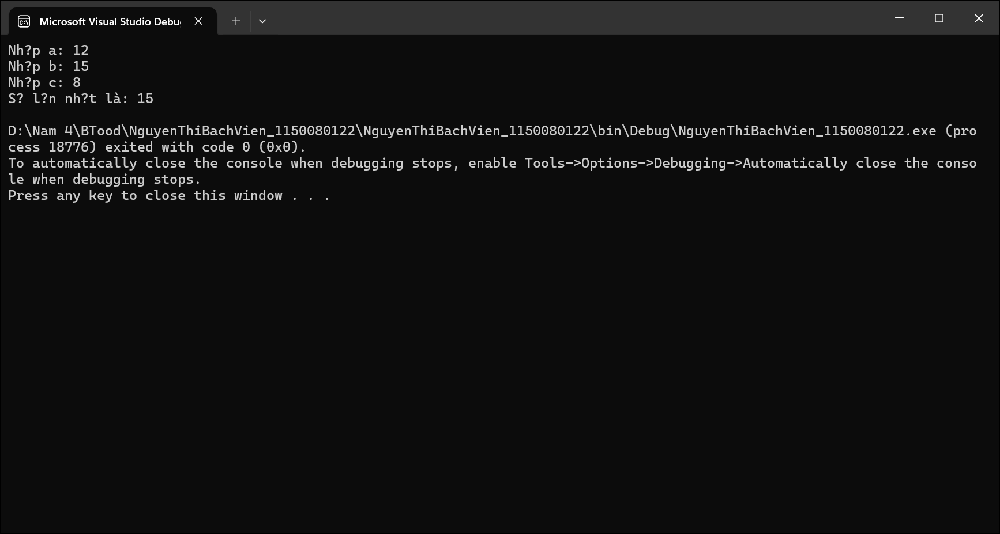 Microsoft Visual Studio Debu
Nh?p a: 12
Nh?p b: 15
Nh?p c: 8
S? l?n nh?t là: 15
D:\Nam 4\BTood\NguyenThiBachVien_1150080122\NguyenThiBachVien_1150080122\bin\Debug\NguyenThiBachVien_1150080122.exe (pro
cess 18776) exited with code 0 (0x0).
To automatically close the console when debugging stops, enable Tools->Options->Debugging->Automatically close the conso
le when debugging stops.
Press any key to close this window . . .